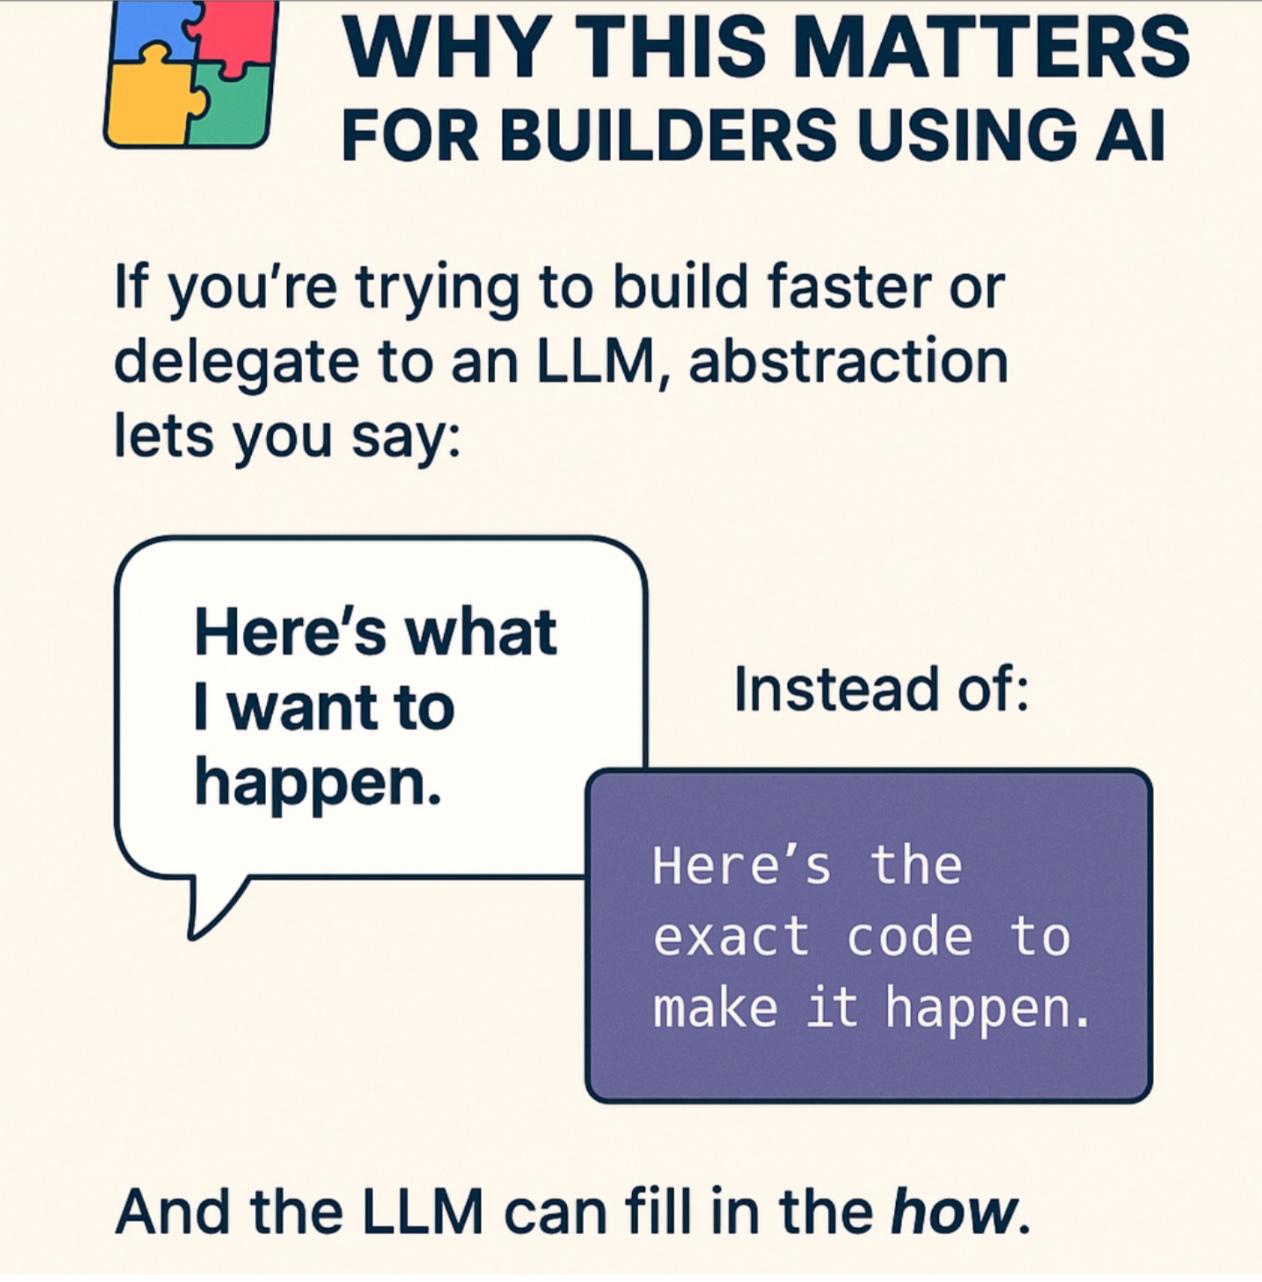 WHY THIS MATTERS
FOR BUILDERS USING AI
If you’re trying to build faster or
delegate to an LLM, abstraction
lets you say:
Here’s what
I want to
happen.
Instead of:
Here’s the
exact code to
make it happen.
And the LLM can fill in the how.